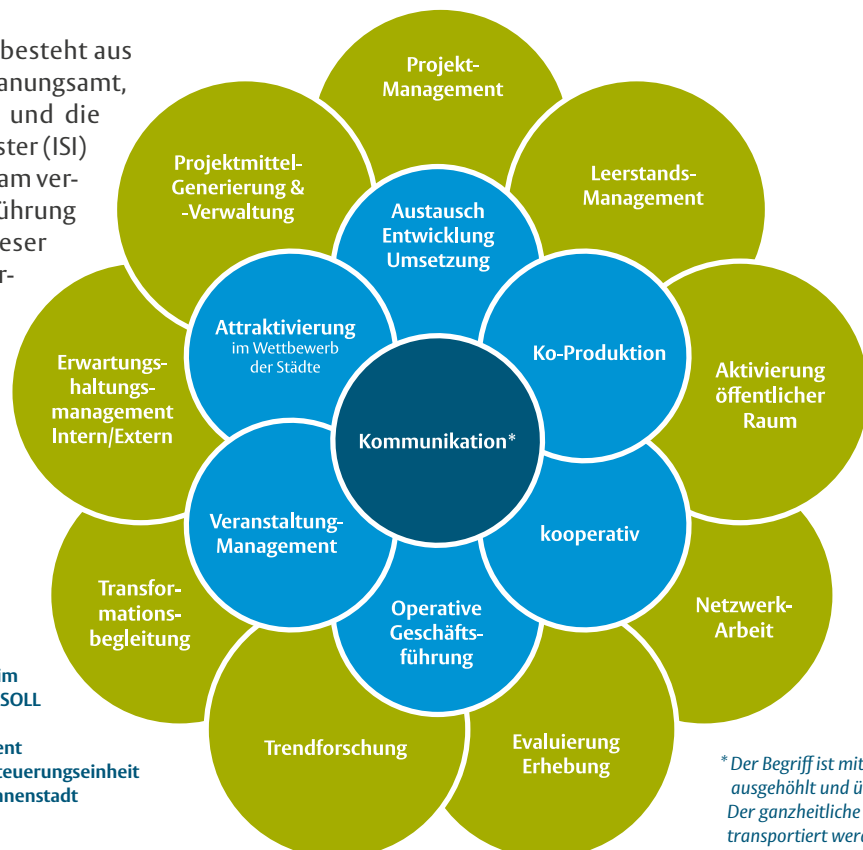 besteht aus
anungsamt,
und die
ster (ISI)
am ver-
ührung
ieser
r-
Projekt-
Management
Projektmittel-
Generierung &
-Verwaltung
Leerstands-
Management
Austausch
Entwicklung
Umsetzung
Attraktivierung
im Wettbewerb
der Städte
Ko-Produktion
Erwartungs-
haltungs-
management
Intern/Extern
Aktivierung
öffentlicher
Raum
Kommunikation*
Veranstaltung-
Management
kooperativ
Transfor-
mations-
begleitung
Operative
Geschäfts-
führung
Netzwerk-
Arbeit
Trendforschung
Evaluierung
Erhebung
im
SOLL
ent
teuerungseinheit
nenstadt
* Der Begriff ist mit
ausgehöhlt und ü
Der ganzheitliche
transportiert wer